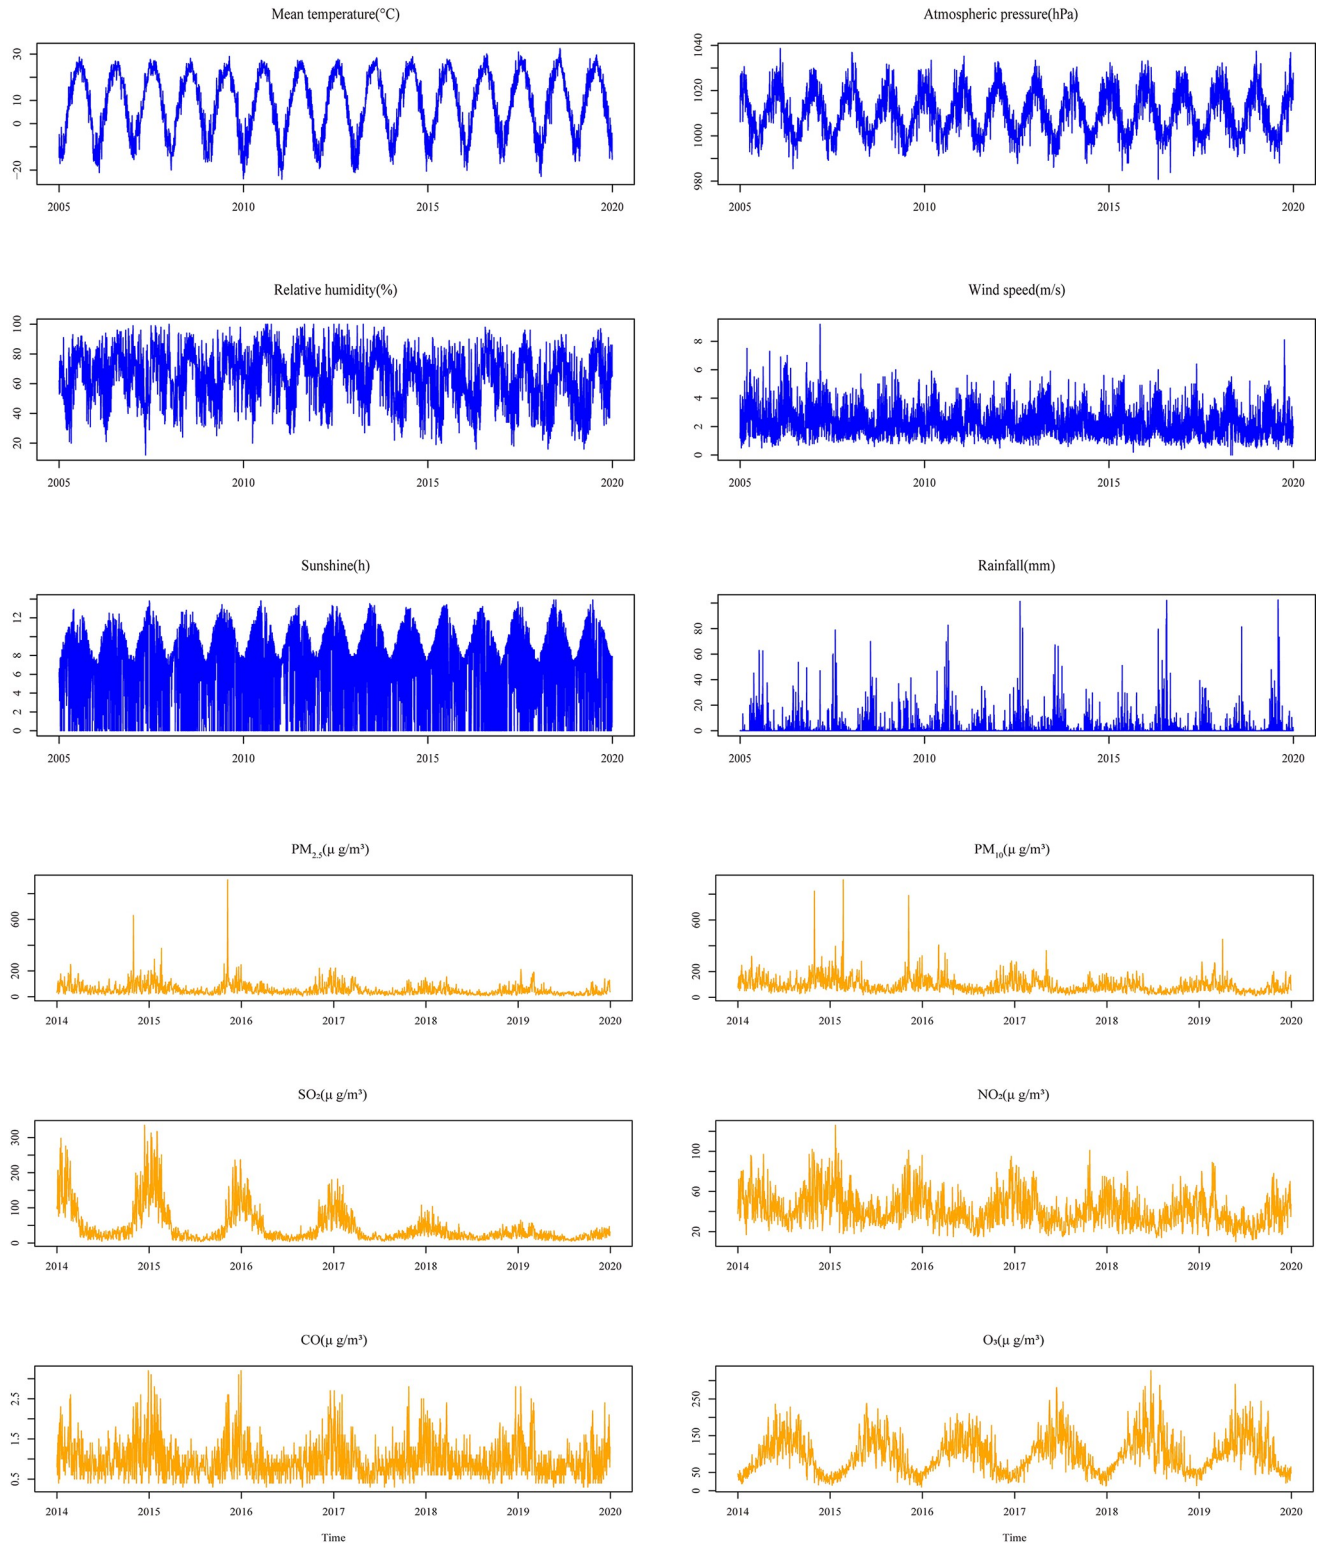 Mean temperature(°C)
30
10
0
−20
2005 2010 2015 2020
Atmospheric pressure(hPa)
1040
1020
1000
980
2005 2010 2015 2020
Relative humidity(%)
100
80
60
40
20
2005 2010 2015 2020
Wind speed(m/s)
8
6
4
2
0
2005 2010 2015 2020
Sunshine(h)
12
8
6
4
2
0
2005 2010 2015 2020
Rainfall(mm)
80
60
40
20
0
2005 2010 2015 2020
PM2.5(μ g/m³)
600
200
0
2014 2015 2016 2017 2018 2019 2020
PM10(μ g/m³)
600
200
0
2014 2015 2016 2017 2018 2019 2020
SO₂(μ g/m³)
300
200
100
0
2014 2015 2016 2017 2018 2019 2020
NO₂(μ g/m³)
100
60
20
2014 2015 2016 2017 2018 2019 2020
CO(μ g/m³)
2.5
1.5
0.5
2014 2015 2016 2017 2018 2019 2020
Time
O₃(μ g/m³)
250
150
50
0
2014 2015 2016 2017 2018 2019 2020
Time